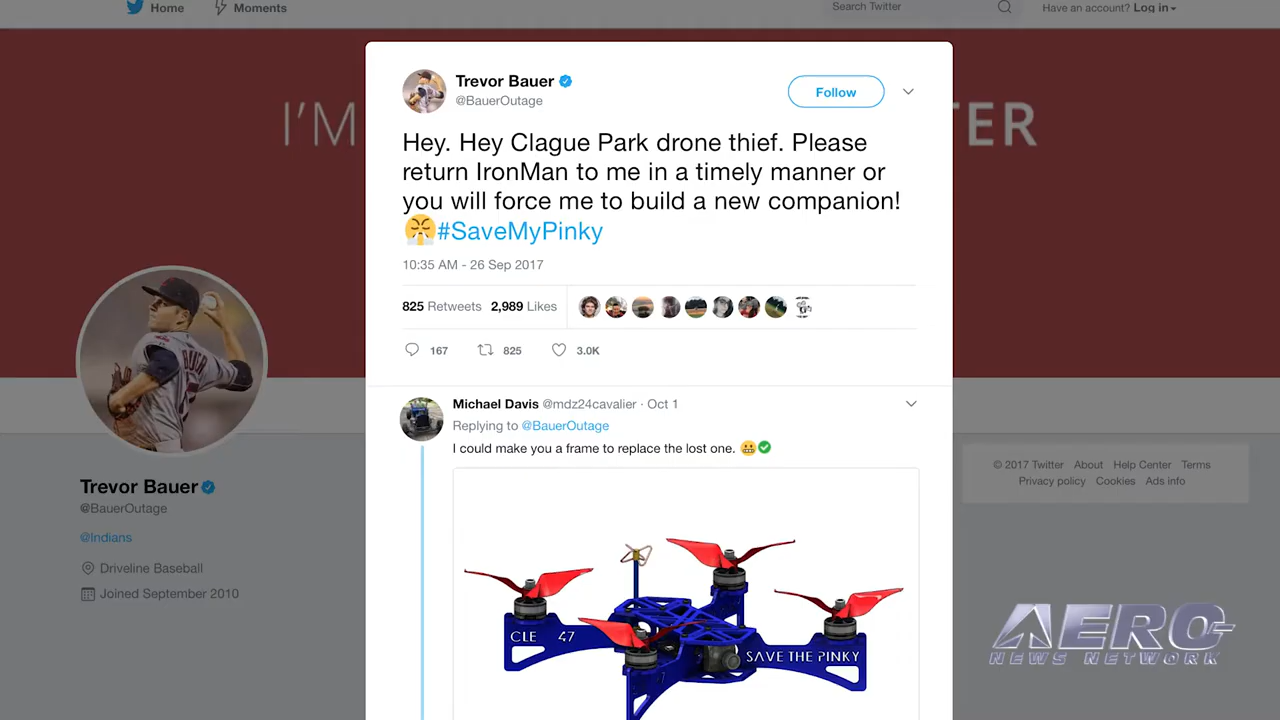 Home Moments Search Twitter Have an account? Log in
I'M TER
Trevor Bauer
@BauerOutage
Follow
Hey. Hey Clague Park drone thief. Please
return IronMan to me in a timely manner or
you will force me to build a new companion!
#SaveMyPinky
10:35 AM - 26 Sep 2017
825 Retweets 2,989 Likes
167 825 3.0K
Michael Davis @mdz24cavalier · Oct 1
Replying to @BauerOutage
I could make you a frame to replace the lost one.
CLE 47
SAVE THE PINKY
Trevor Bauer
@BauerOutage
@Indians
Driveline Baseball
Joined September 2010
© 2017 Twitter About Help Center Terms
Privacy policy Cookies Ads info
AERO-
NEWS NETWORK